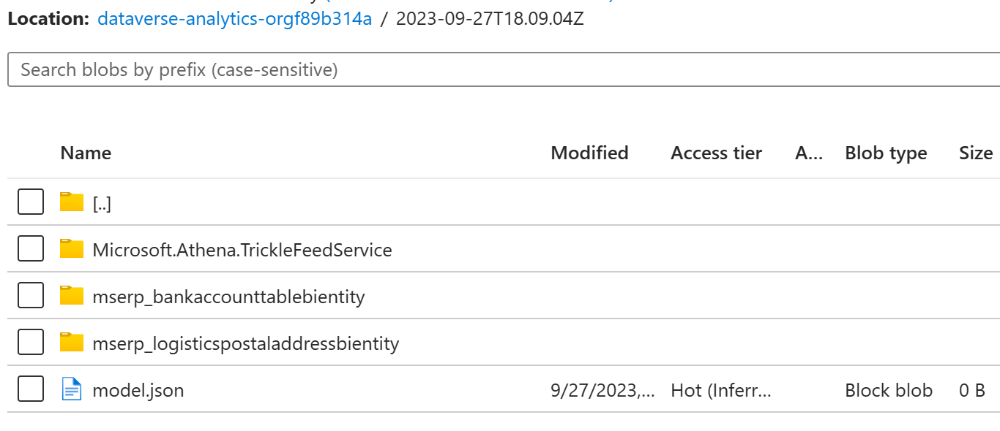 Location: dataverse-analytics-orgf89b314a / 2023-09-27T18.09.04Z
Search blobs by prefix (case-sensitive)
Name Modified Access tier A... Blob type Size
[..]
Microsoft.Athena.TrickleFeedService
mserp_bankaccounttablebientity
mserp_logisticspostaladdressbientity
model.json 9/27/2023,... Hot (Inferr... Block blob 0 B